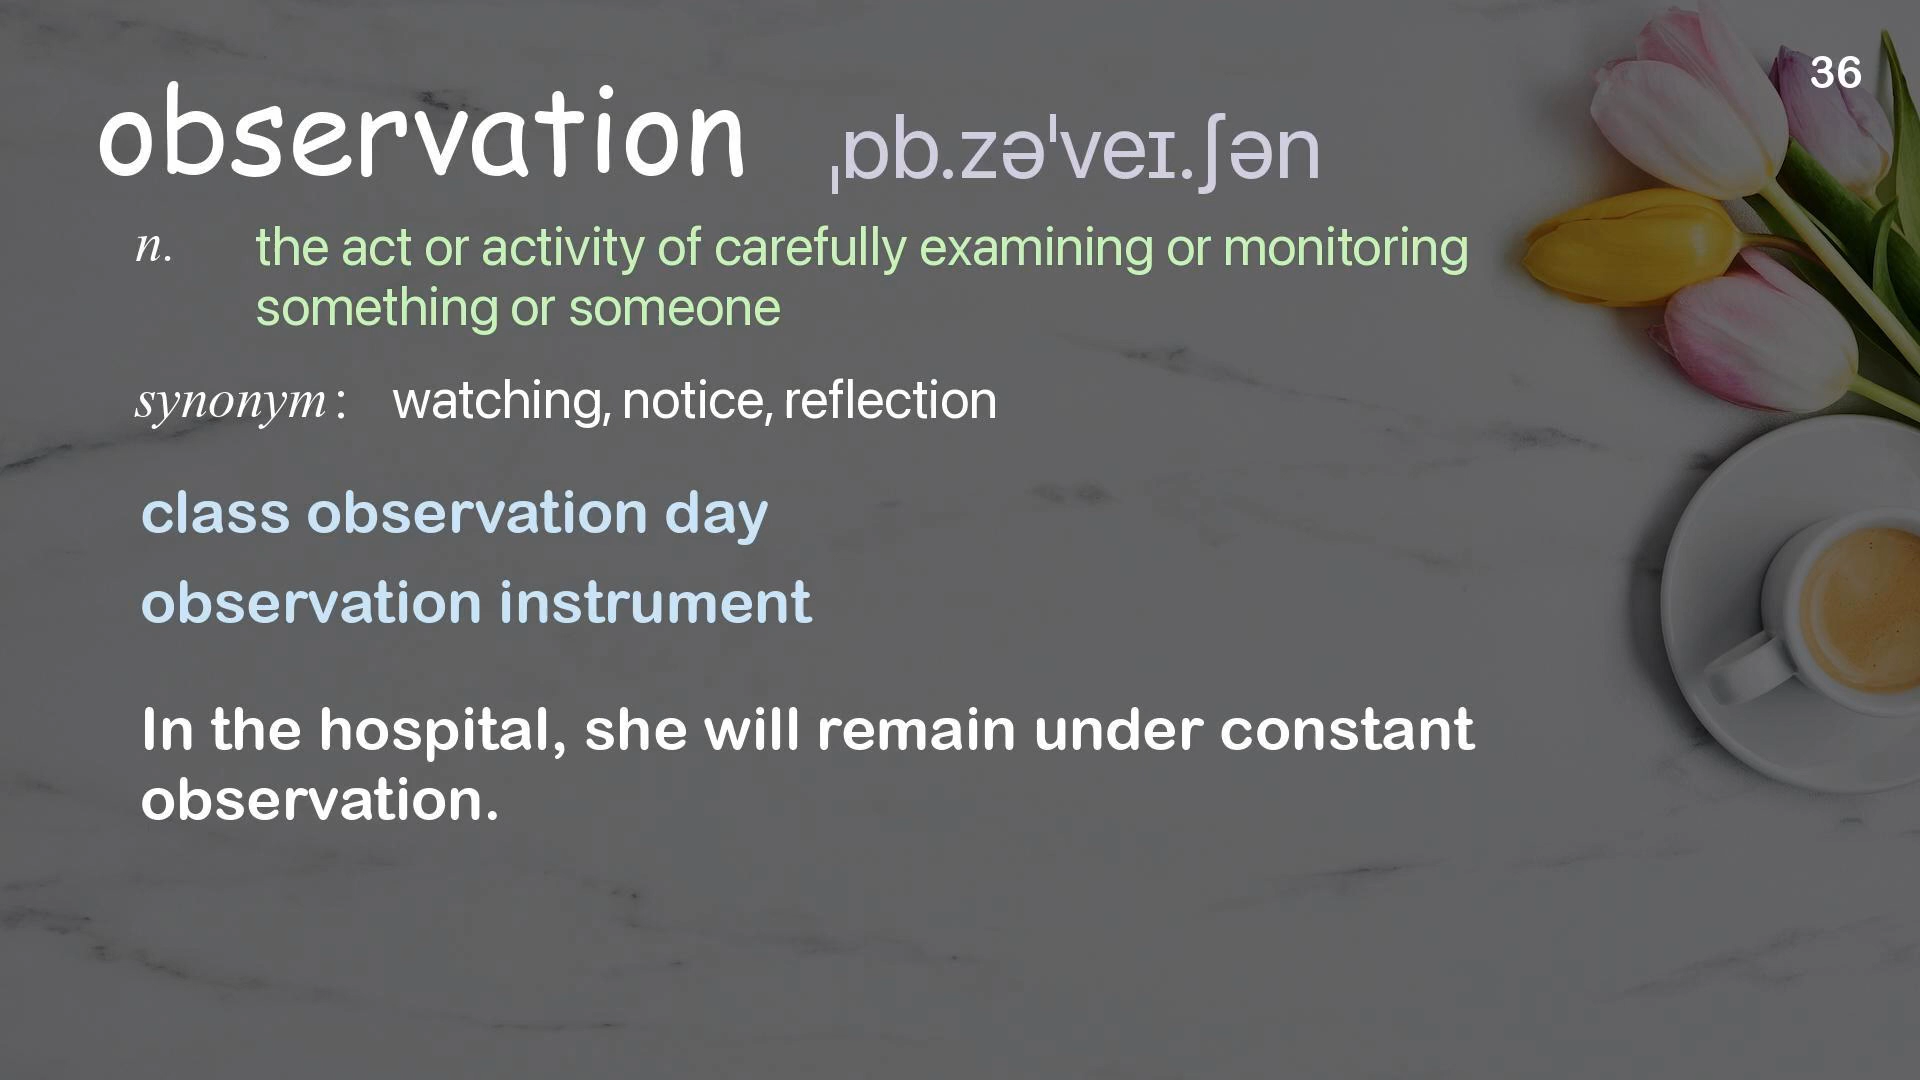 36
observation ˌɒb.zəˈveɪ.ʃən
n. the act or activity of carefully examining or monitoring
something or someone
synonym: watching, notice, reflection
class observation day
observation instrument
In the hospital, she will remain under constant
observation.